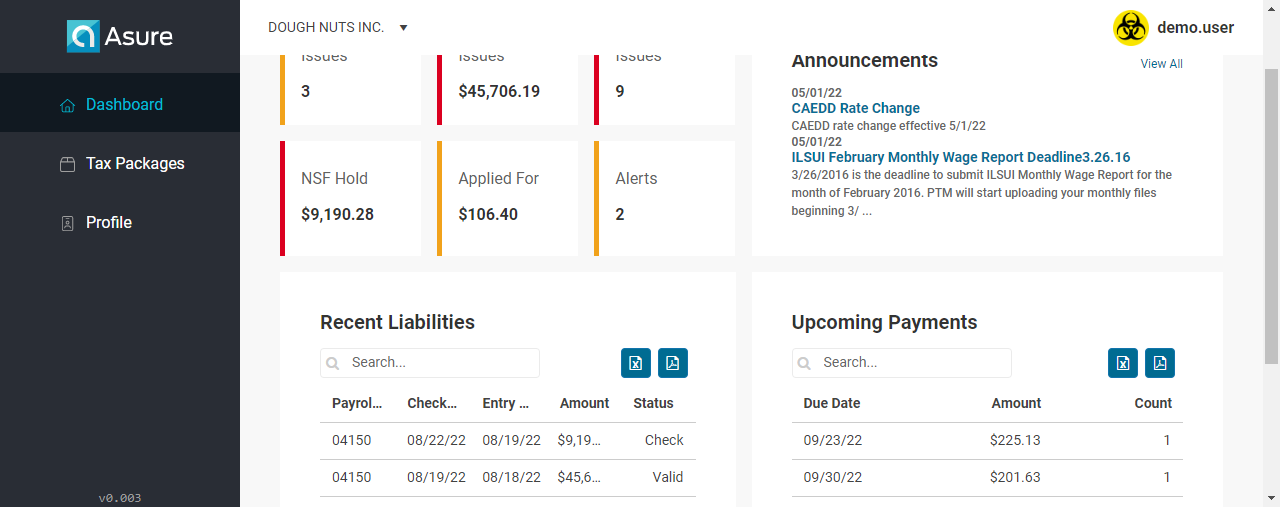 Asure
DOUGH NUTS INC.
demo.user
Dashboard
Tax Packages
Profile
v0.003
Issues
3
Issues
$45,706.19
Issues
9
NSF Hold
$9,190.28
Applied For
$106.40
Alerts
2
Announcements
View All
05/01/22
CAEDD Rate Change
CAEDD rate change effective 5/1/22
05/01/22
ILSUI February Monthly Wage Report Deadline3.26.16
3/26/2016 is the deadline to submit ILSUI Monthly Wage Report for the
month of February 2016. PTM will start uploading your monthly files
beginning 3/ ...
Recent Liabilities
Search...
Payrol... Check... Entry ... Amount Status
04150 08/22/22 08/19/22 $9,19... Check
04150 08/19/22 08/18/22 $45,6... Valid
Upcoming Payments
Search...
Due Date Amount Count
09/23/22 $225.13 1
09/30/22 $201.63 1